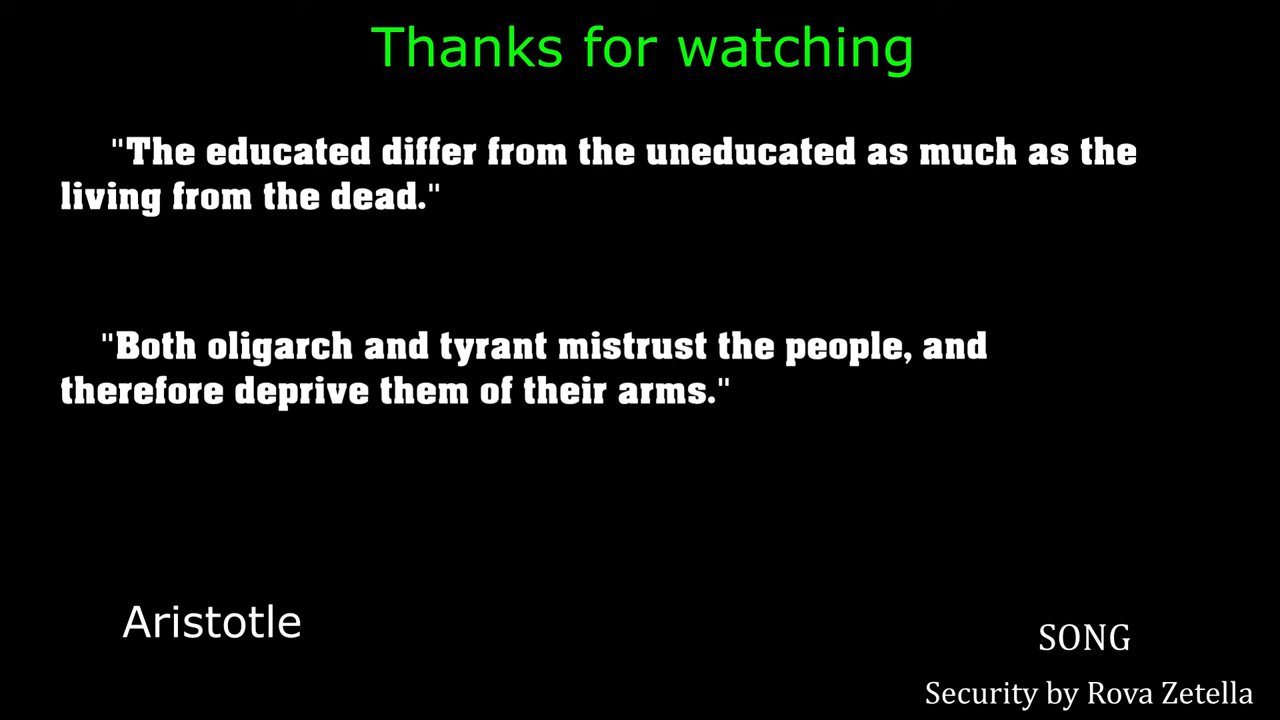 Thanks for watching
"The educated differ from the uneducated as much as the
living from the dead."
"Both oligarch and tyrant mistrust the people, and
therefore deprive them of their arms."
Aristotle
SONG
Security by Rova Zetella